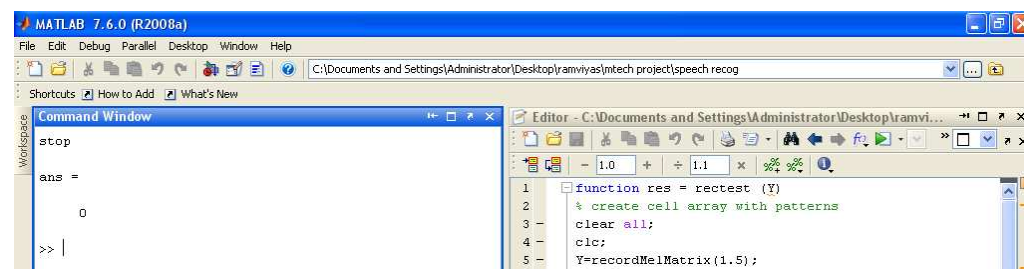 MATLAB 7.6.0 (R2008a)
File Edit Debug Parallel Desktop Window Help
C:\Documents and Settings\Administrator\Desktop\ramviyas\mtech project\speech recog
Shortcuts How to Add What's New
Workspace
Command Window
stop
ans =
0
>>
Editor - C:\Documents and Settings\Administrator\Desktop\ramvi...
- 1.0 + ÷ 1.1 ×
1 function res = rectest (Y)
2 % create cell array with patterns
3 - clear all;
4 - clc;
5 - Y=recordMelMatrix(1.5);